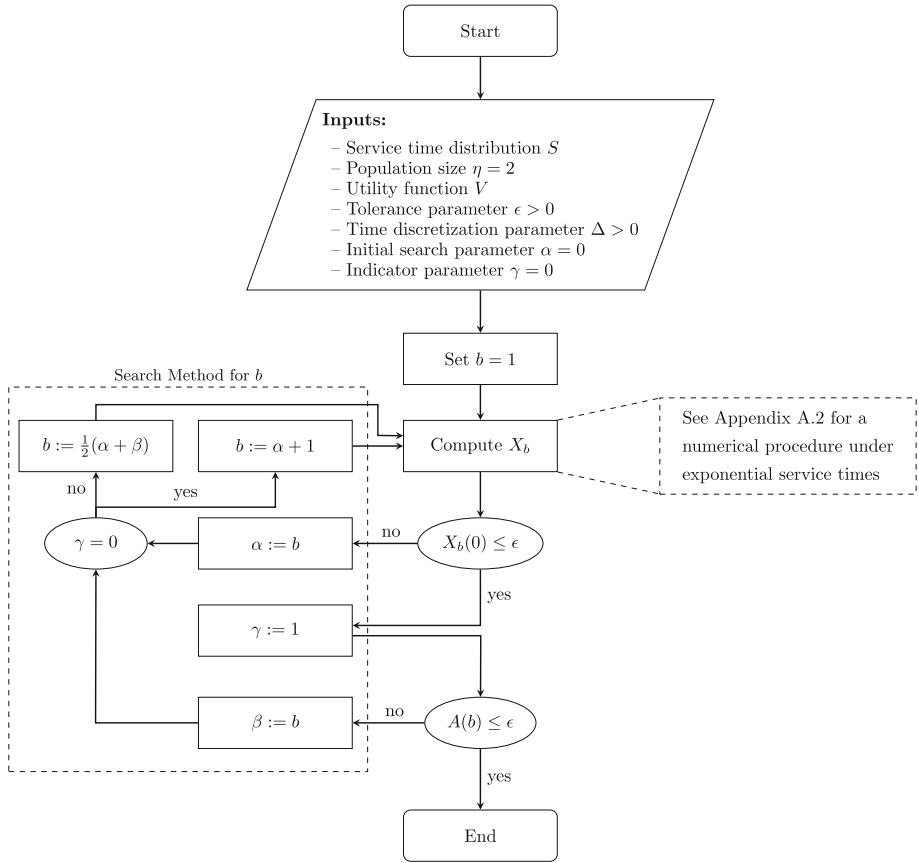 Start
Inputs:
– Service time distribution S
– Population size η = 2
– Utility function V
– Tolerance parameter ϵ > 0
– Time discretization parameter Δ > 0
– Initial search parameter α = 0
– Indicator parameter γ = 0
Set b = 1
Search Method for b
b := ½(α + β)
b := α + 1
Compute X_b
See Appendix A.2 for a
numerical procedure under
exponential service times
no
yes
γ = 0
α := b
no
X_b(0) ≤ ϵ
yes
γ := 1
β := b
no
A(b) ≤ ϵ
yes
End